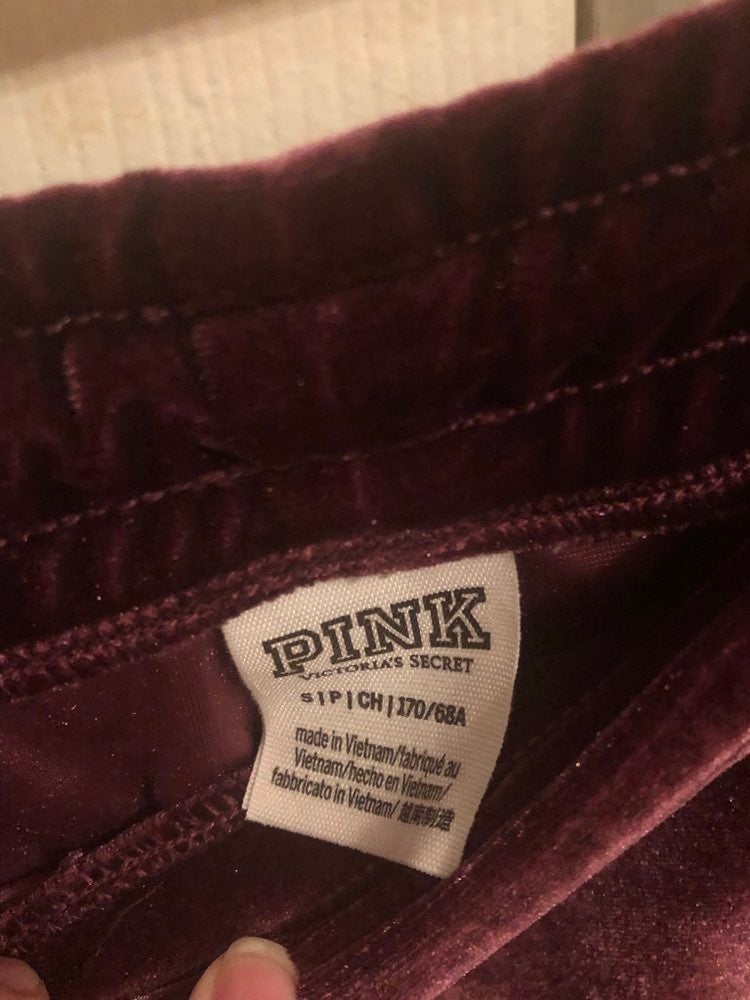 PINK
VICTORIA'S SECRET
S | P | CH | 170/68A
made in Vietnam/fabriqué au
Vietnam/hecho en Vietnam/
fabbricato in Vietnam/ 越南制造